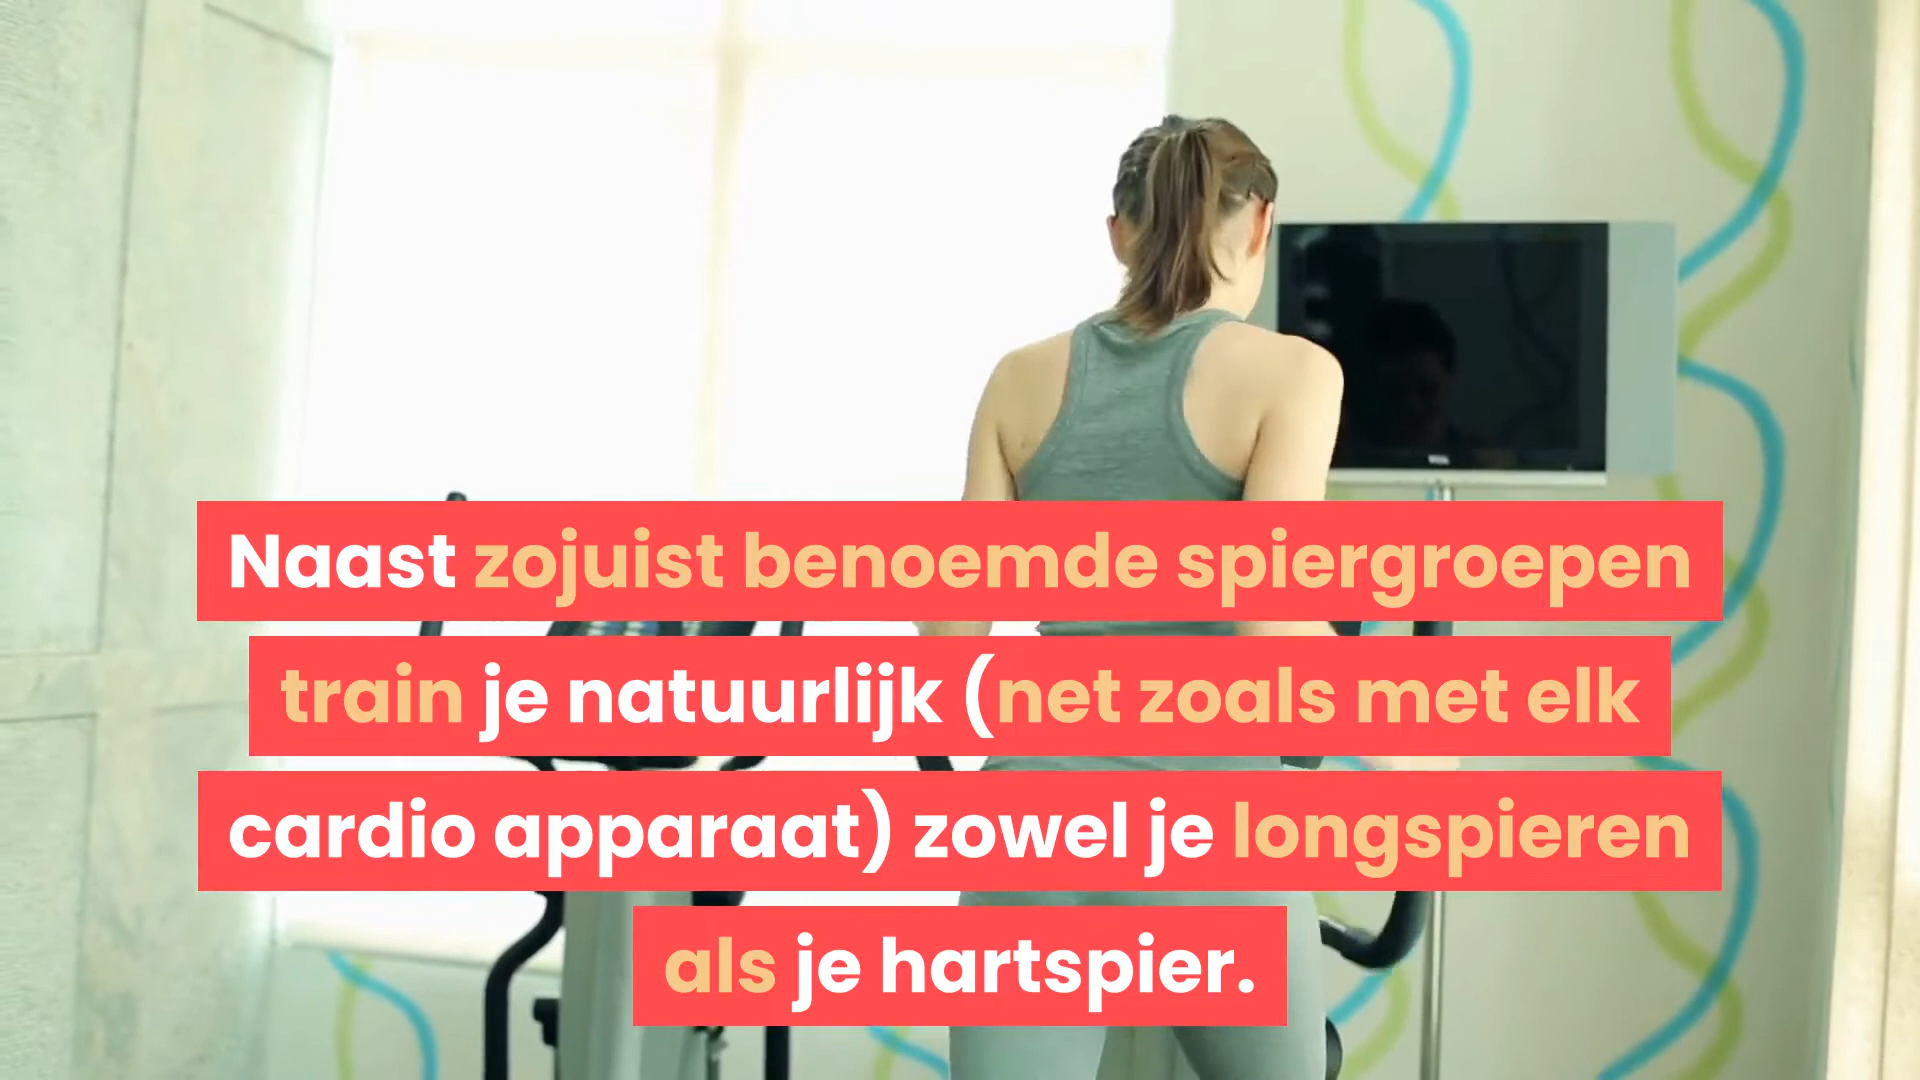 Naast zojuist benoemde spiergroepen
train je natuurlijk (net zoals met elk
cardio apparaat) zowel je longspieren
als je hartspier.